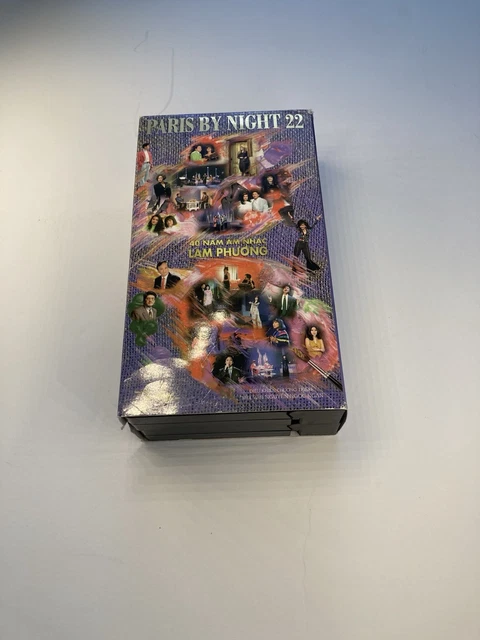 PARIS BY NIGHT 22
40 NĂM ÂM NHẠC
LAM PHƯƠNG